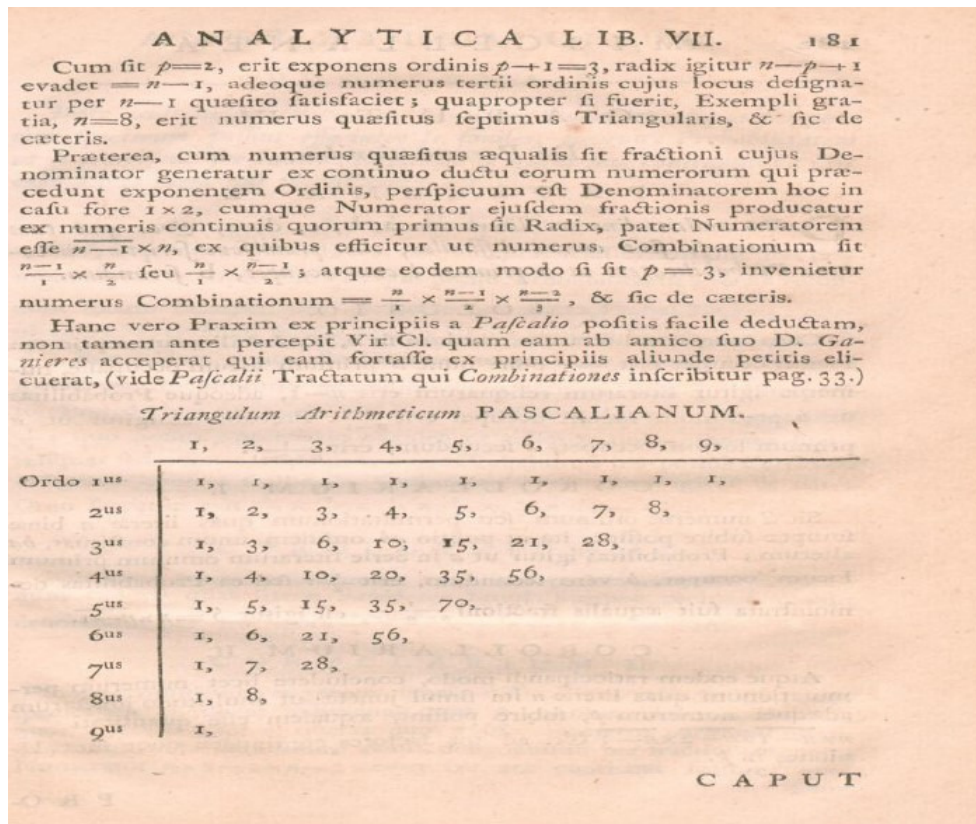 ANALYTICA LIB. VII. 181
Cum sit p=2, erit exponens ordinis p+1=3, radix igitur n—p+1
evadet = n—1, adeoque numerus tertii ordinis cujus locus designa-
tur per n—1 quæsito satisfaciet; quapropter si fuerit, Exempli gra-
tia, n=8, erit numerus quæsitus septimus Triangularis, & sic de
cæteris.
Præterea, cum numerus quæsitus æqualis sit fractioni cujus De-
nominator generatur ex continuo ductu eorum numerorum qui præ-
cedunt exponentem Ordinis, perspicuum est Denominatorem hoc in
casu fore 1 × 2, cumque Numerator ejusdem fractionis producatur
ex numeris continuis quorum primus sit Radix, patet Numeratorem
esse n—1 × n, ex quibus efficitur ut numerus Combinationum sit
n—1/1 × n/2 seu n/1 × n—1/2; atque eodem modo si sit p = 3, invenietur
numerus Combinationum = n/1 × n—1/2 × n—2/3, & sic de cæteris.
Hanc vero Praxim ex principiis a Pascalio positis facile deductam,
non tamen ante percepit Vir Cl. quam eam ab amico suo D. Ga-
nieres acceperat qui eam fortasse ex principiis aliunde petitis eli-
cuerat, (vide Pascalii Tractatum qui Combinationes inscribitur pag. 33.)
Triangulum Arithmeticum PASCALIANUM.
1, 2, 3, 4, 5, 6, 7, 8, 9,
Ordo 1us 1, 1, 1, 1, 1, 1, 1, 1, 1,
2us 1, 2, 3, 4, 5, 6, 7, 8,
3us 1, 3, 6, 10, 15, 21, 28,
4us 1, 4, 10, 20, 35, 56,
5us 1, 5, 15, 35, 70,
6us 1, 6, 21, 56,
7us 1, 7, 28,
8us 1, 8,
9us 1,
CAPUT